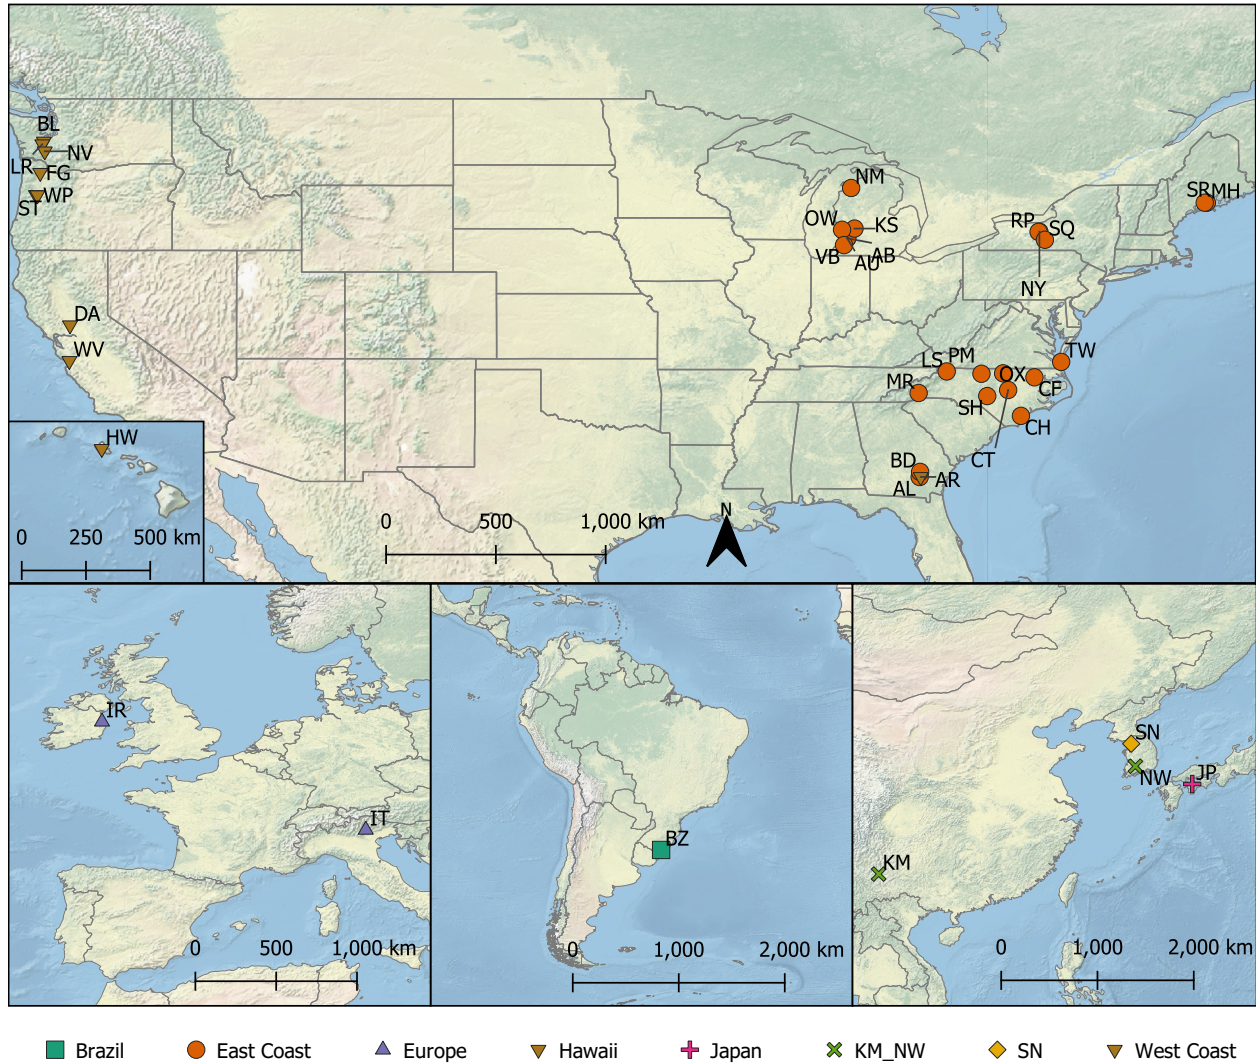 BL
NV
LR
FG
WP
ST
DA
WV
HW
0 250 500 km
0 500 1,000 km
N
NM
OW
KS
VB
AU
AB
RP
SQ
NY
SR
MH
TW
LS
PM
OX
CF
MR
SH
CH
CT
BD
AL
AR
IR
IT
0 500 1,000 km
BZ
0 1,000 2,000 km
SN
NW
JP
KM
0 1,000 2,000 km
Brazil East Coast Europe Hawaii Japan KM_NW SN West Coast